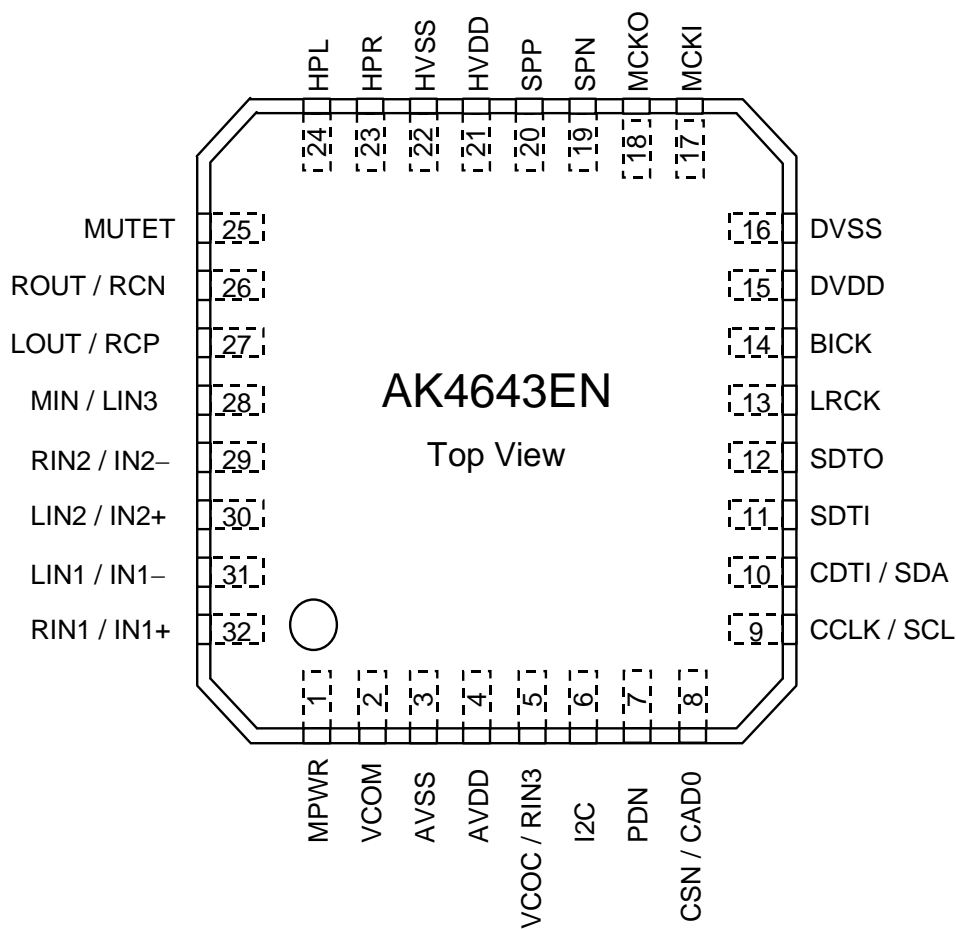 HPL
HPR
HVSS
HVDD
SPP
SPN
MCKO
MCKI
24
23
22
21
20
19
18
17
MUTET 25
ROUT / RCN 26
LOUT / RCP 27
MIN / LIN3 28
RIN2 / IN2− 29
LIN2 / IN2+ 30
LIN1 / IN1− 31
RIN1 / IN1+ 32
AK4643EN
Top View
16 DVSS
15 DVDD
14 BICK
13 LRCK
12 SDTO
11 SDTI
10 CDTI / SDA
9 CCLK / SCL
1
2
3
4
5
6
7
8
MPWR
VCOM
AVSS
AVDD
VCOC / RIN3
I2C
PDN
CSN / CAD0